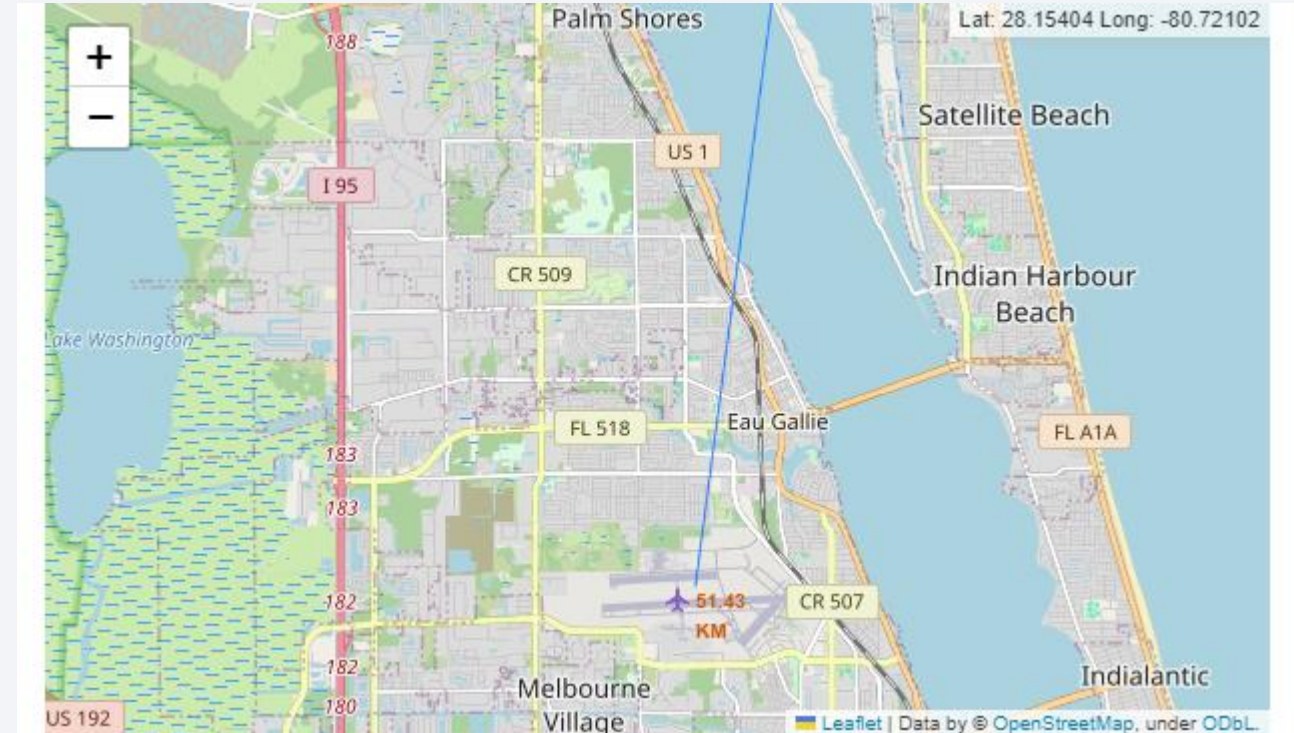 Palm Shores
Lat: 28.15404 Long: -80.72102
+
188
−
Satellite Beach
US 1
I 95
CR 509
Indian Harbour
Beach
Lake Washington
Eau Gallie
FL 518
FL A1A
183
183
182
51.43
KM
CR 507
182
Indialantic
Melbourne
Village
180
US 192
Leaflet | Data by © OpenStreetMap, under ODbL.